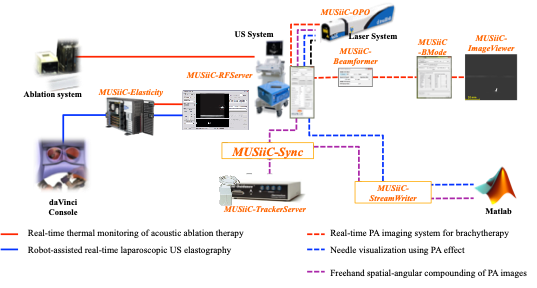 MUSiiC-OPO
US System
Laser System
MUSiiC-RFServer
MUSiiC-
Beamformer
MUSiiC
-BMode
MUSiiC-
ImageViewer
Ablation system
MUSiiC-Elasticity
MUSiiC-Sync
daVinci
Console
MUSiiC-TrackerServer
MUSiiC-
StreamWriter
Matlab
Real-time thermal monitoring of acoustic ablation therapy
Robot-assisted real-time laparoscopic US elastography
Real-time PA imaging system for brachytherapy
Needle visualization using PA effect
Freehand spatial-angular compounding of PA images